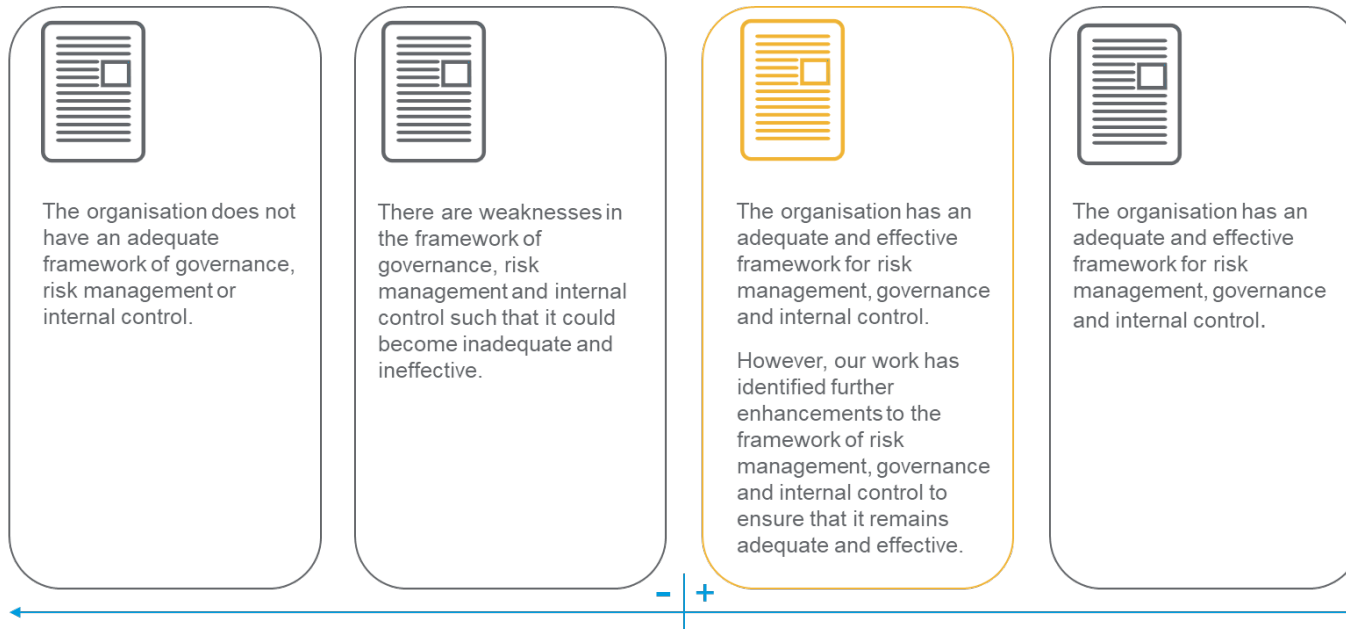 The organisation does not
have an adequate
framework of governance,
risk management or
internal control.
There are weaknesses in
the framework of
governance, risk
management and internal
control such that it could
become inadequate and
ineffective.
The organisation has an
adequate and effective
framework for risk
management, governance
and internal control.
However, our work has
identified further
enhancements to the
framework of risk
management, governance
and internal control to
ensure that it remains
adequate and effective.
The organisation has an
adequate and effective
framework for risk
management, governance
and internal control.
- +